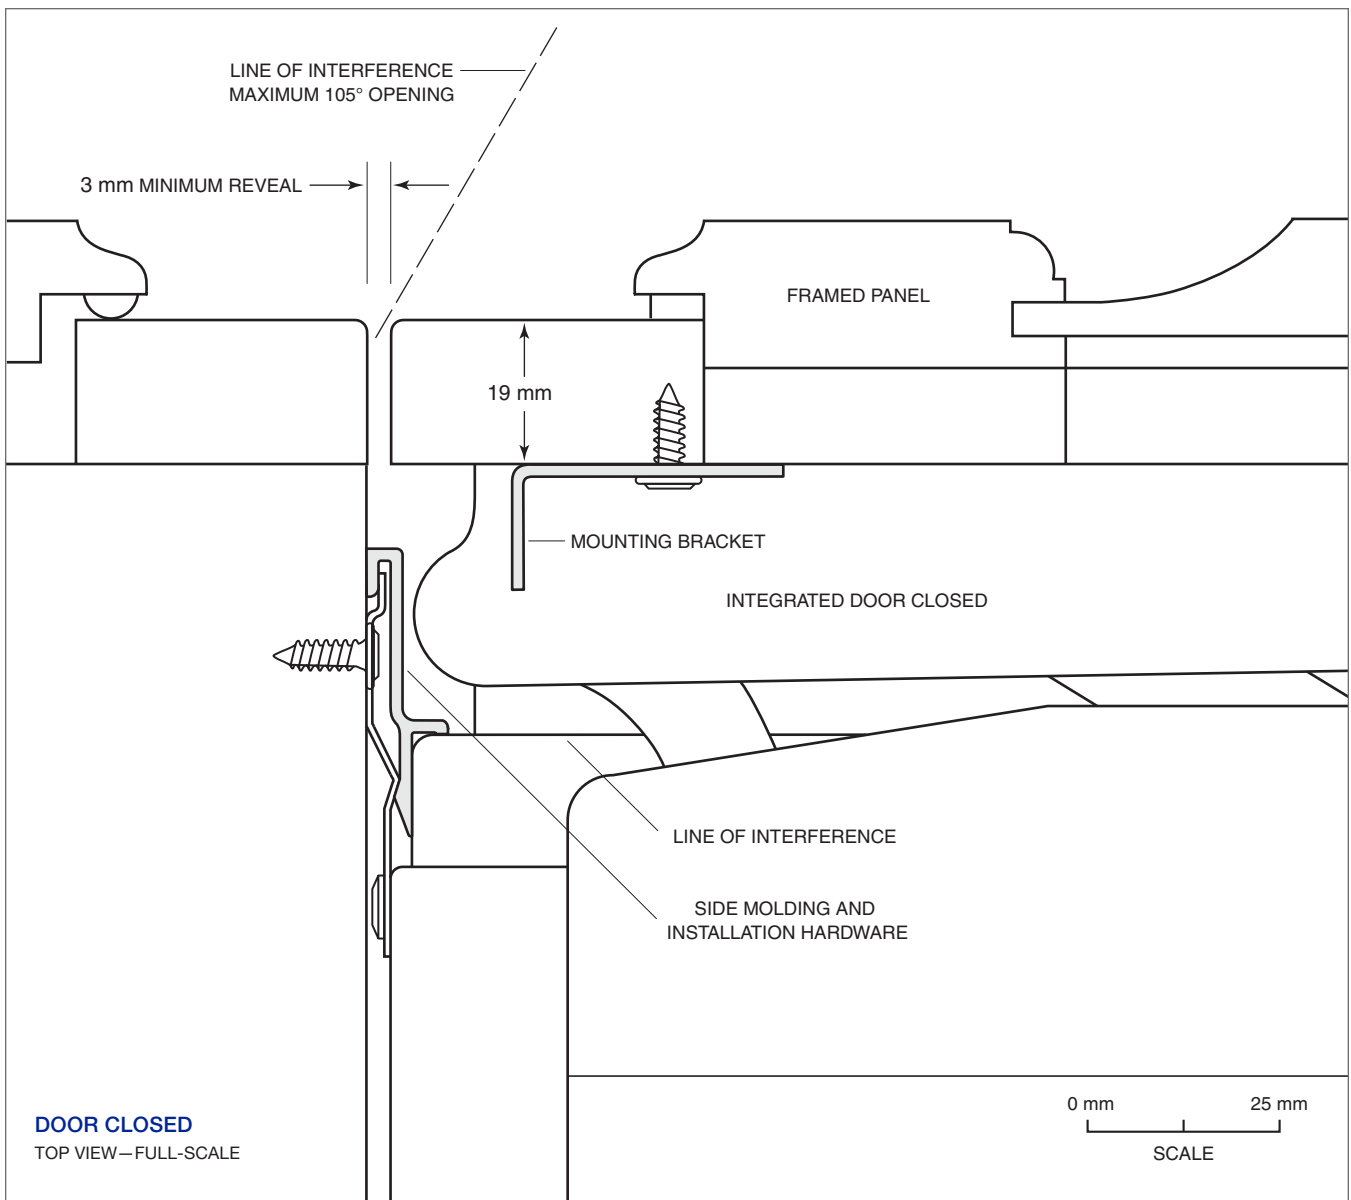 LINE OF INTERFERENCE
MAXIMUM 105° OPENING
3 mm MINIMUM REVEAL
FRAMED PANEL
19 mm
MOUNTING BRACKET
INTEGRATED DOOR CLOSED
LINE OF INTERFERENCE
SIDE MOLDING AND
INSTALLATION HARDWARE
0 mm 25 mm
SCALE
DOOR CLOSED
TOP VIEW—FULL-SCALE